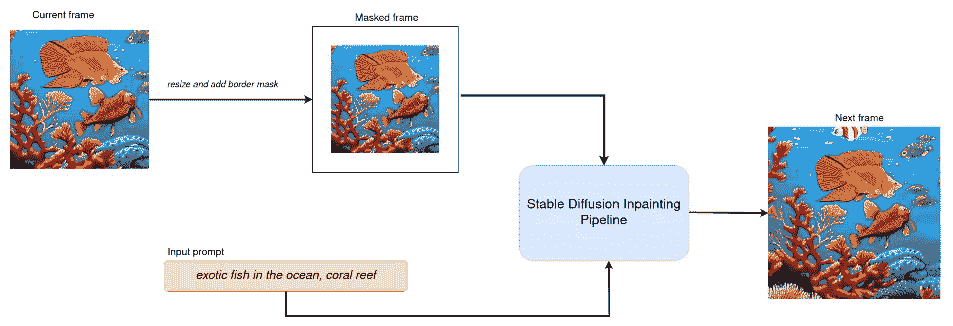 Current frame
Masked frame
resize and add border mask
Next frame
Stable Diffusion Inpainting
Pipeline
Input prompt
exotic fish in the ocean, coral reef